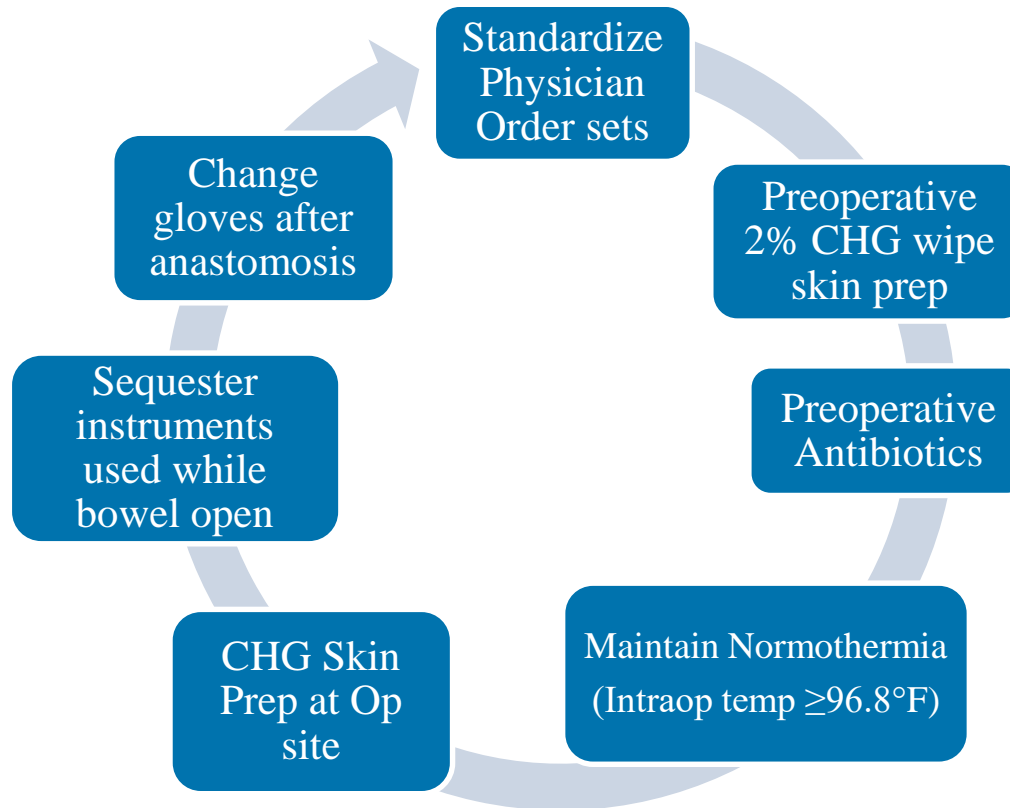 Standardize
Physician
Order sets
Preoperative
2% CHG wipe
skin prep
Preoperative
Antibiotics
Maintain Normothermia
(Intraop temp ≥96.8°F)
CHG Skin
Prep at Op
site
Sequester
instruments
used while
bowel open
Change
gloves after
anastomosis